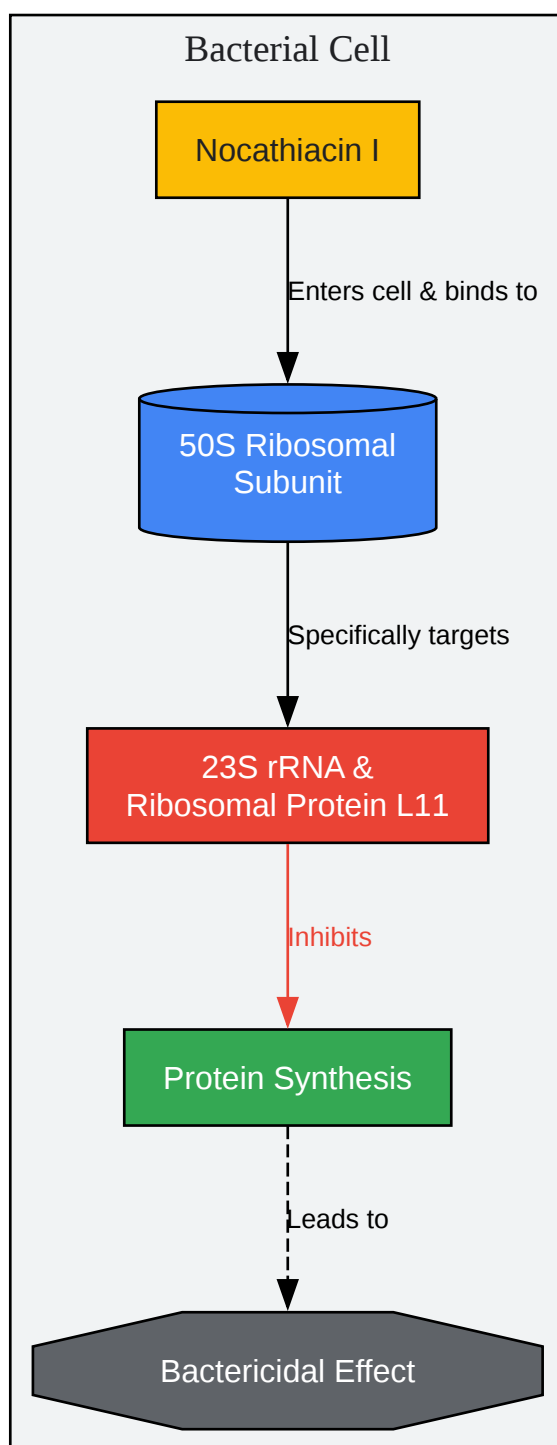 Bacterial Cell
Nocathiacin I
Enters cell & binds to
50S Ribosomal
Subunit
Specifically targets
23S rRNA &
Ribosomal Protein L11
Inhibits
Protein Synthesis
Leads to
Bactericidal Effect